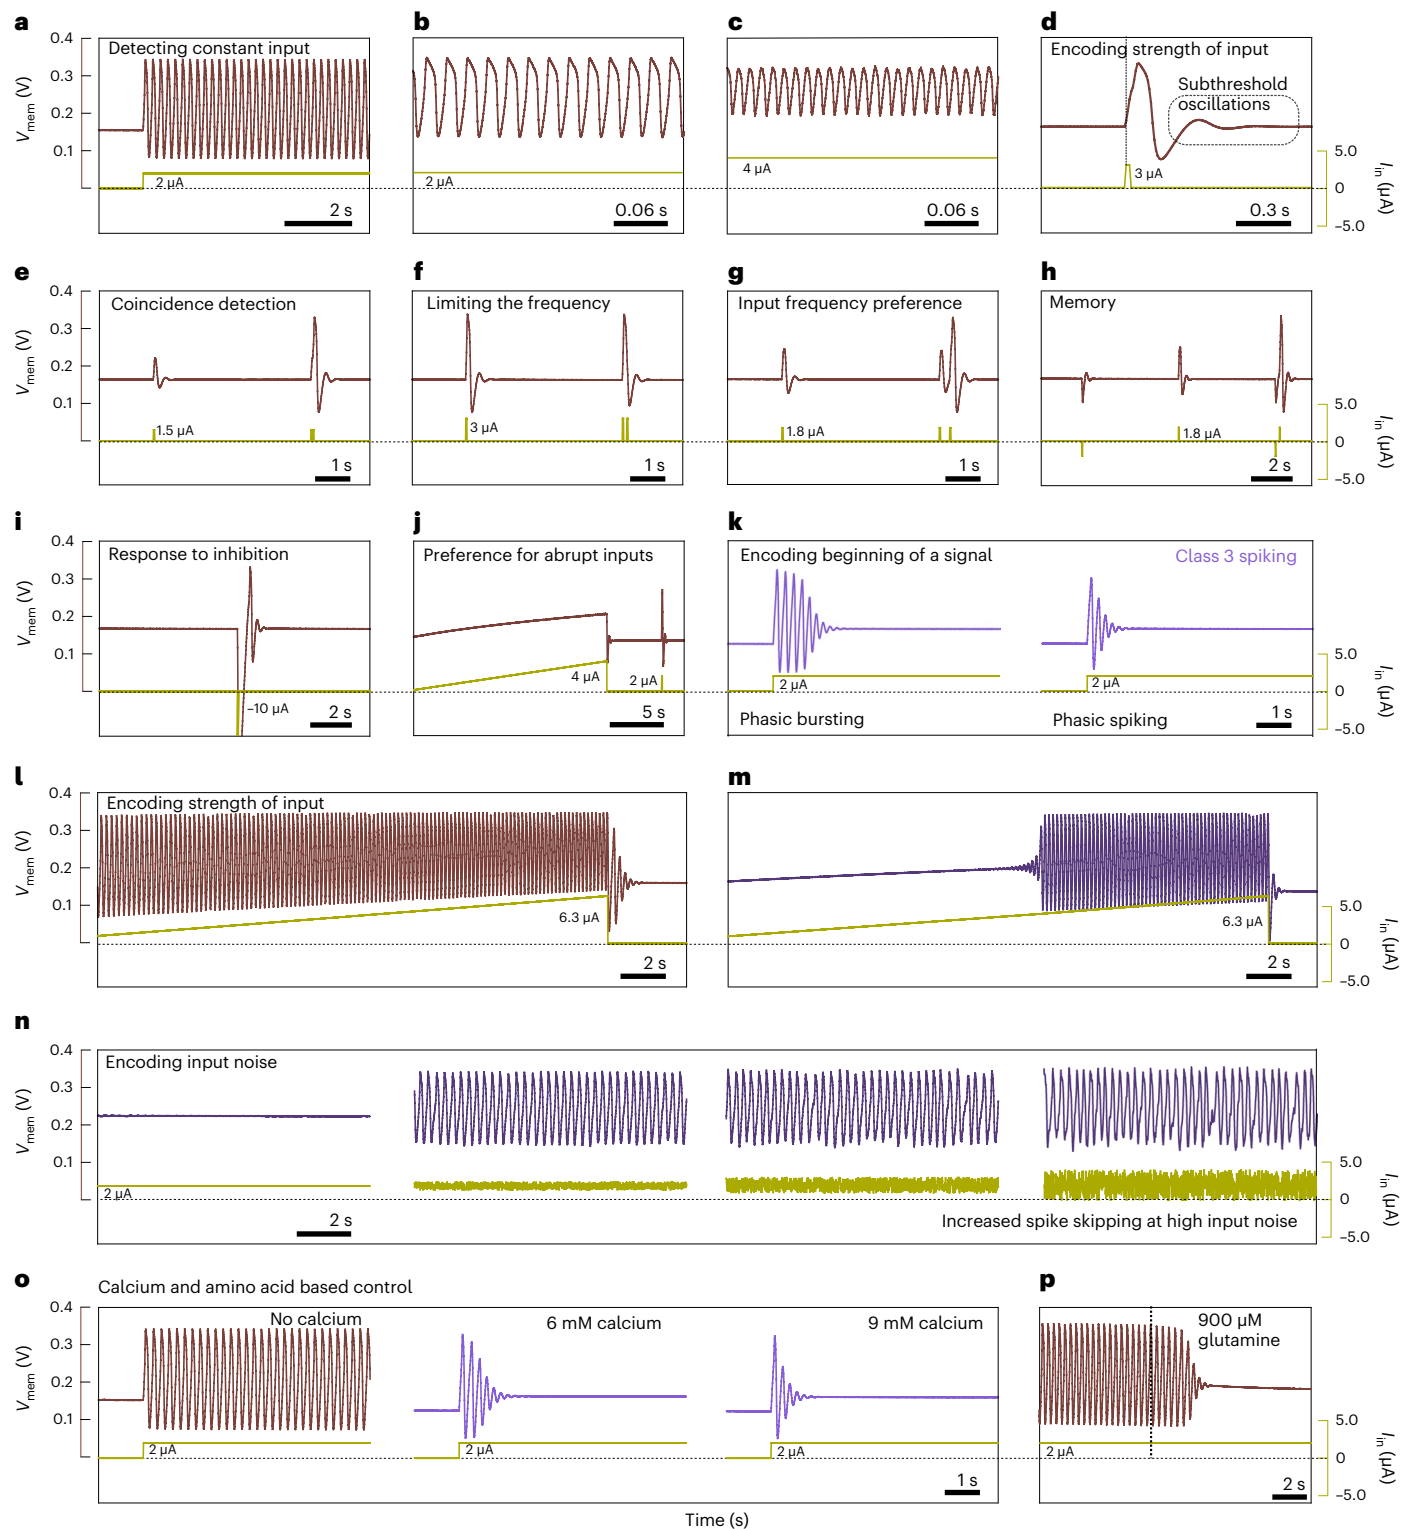 a
b
c
d
0.4
0.3
0.2
0.1
V_mem (V)
Detecting constant input
2 µA
2 s
2 µA
0.06 s
4 µA
0.06 s
Encoding strength of input
Subthreshold
oscillations
3 µA
0.3 s
5.0
0
–5.0
I_in (µA)
e
f
g
h
0.4
0.3
0.2
0.1
V_mem (V)
Coincidence detection
1.5 µA
1 s
Limiting the frequency
3 µA
1 s
Input frequency preference
1.8 µA
1 s
Memory
1.8 µA
2 s
5.0
0
–5.0
I_in (µA)
i
j
k
0.4
0.3
0.2
0.1
V_mem (V)
Response to inhibition
–10 µA
2 s
Preference for abrupt inputs
4 µA
2 µA
5 s
Encoding beginning of a signal
Class 3 spiking
2 µA
2 µA
Phasic bursting
Phasic spiking
1 s
5.0
0
–5.0
I_in (µA)
l
m
0.4
0.3
0.2
0.1
V_mem (V)
Encoding strength of input
6.3 µA
2 s
6.3 µA
2 s
5.0
0
–5.0
I_in (µA)
n
0.4
0.3
0.2
0.1
V_mem (V)
Encoding input noise
2 µA
2 s
Increased spike skipping at high input noise
5.0
0
–5.0
I_in (µA)
o
p
Calcium and amino acid based control
0.4
0.3
0.2
0.1
V_mem (V)
No calcium
6 mM calcium
9 mM calcium
2 µA
2 µA
2 µA
1 s
900 µM
glutamine
2 µA
2 s
5.0
0
–5.0
I_in (µA)
Time (s)